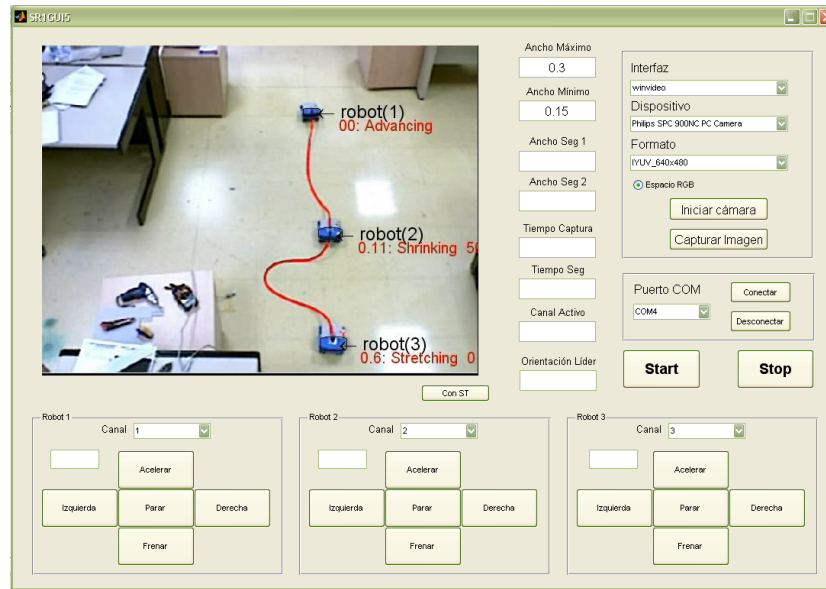 SR1GUI5
robot(1)
00: Advancing
robot(2)
0.11: Shrinking 50
robot(3)
0.6: Stretching 0
Con ST
Ancho Máximo
0.3
Ancho Mínimo
0.15
Ancho Seg 1
Ancho Seg 2
Tiempo Captura
Tiempo Seg
Canal Activo
Orientación Líder
Interfaz
winvideo
Dispositivo
Philips SPC 900NC PC Camera
Formato
IYUV_640x480
Espacio RGB
Iniciar cámara
Capturar Imagen
Puerto COM
COM4
Conectar
Desconectar
Start
Stop
Robot 1
Canal 1
Acelerar
Izquierda Parar Derecha
Frenar
Robot 2
Canal 2
Acelerar
Izquierda Parar Derecha
Frenar
Robot 3
Canal 3
Acelerar
Izquierda Parar Derecha
Frenar